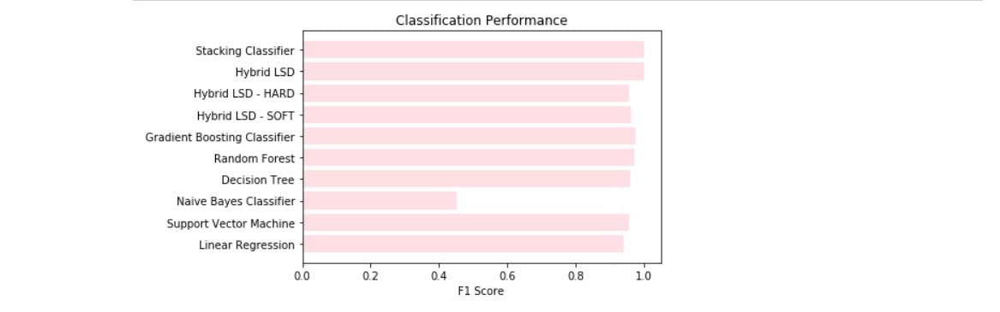 Classification Performance
Stacking Classifier
Hybrid LSD
Hybrid LSD - HARD
Hybrid LSD - SOFT
Gradient Boosting Classifier
Random Forest
Decision Tree
Naive Bayes Classifier
Support Vector Machine
Linear Regression
0.0 0.2 0.4 0.6 0.8 1.0
F1 Score